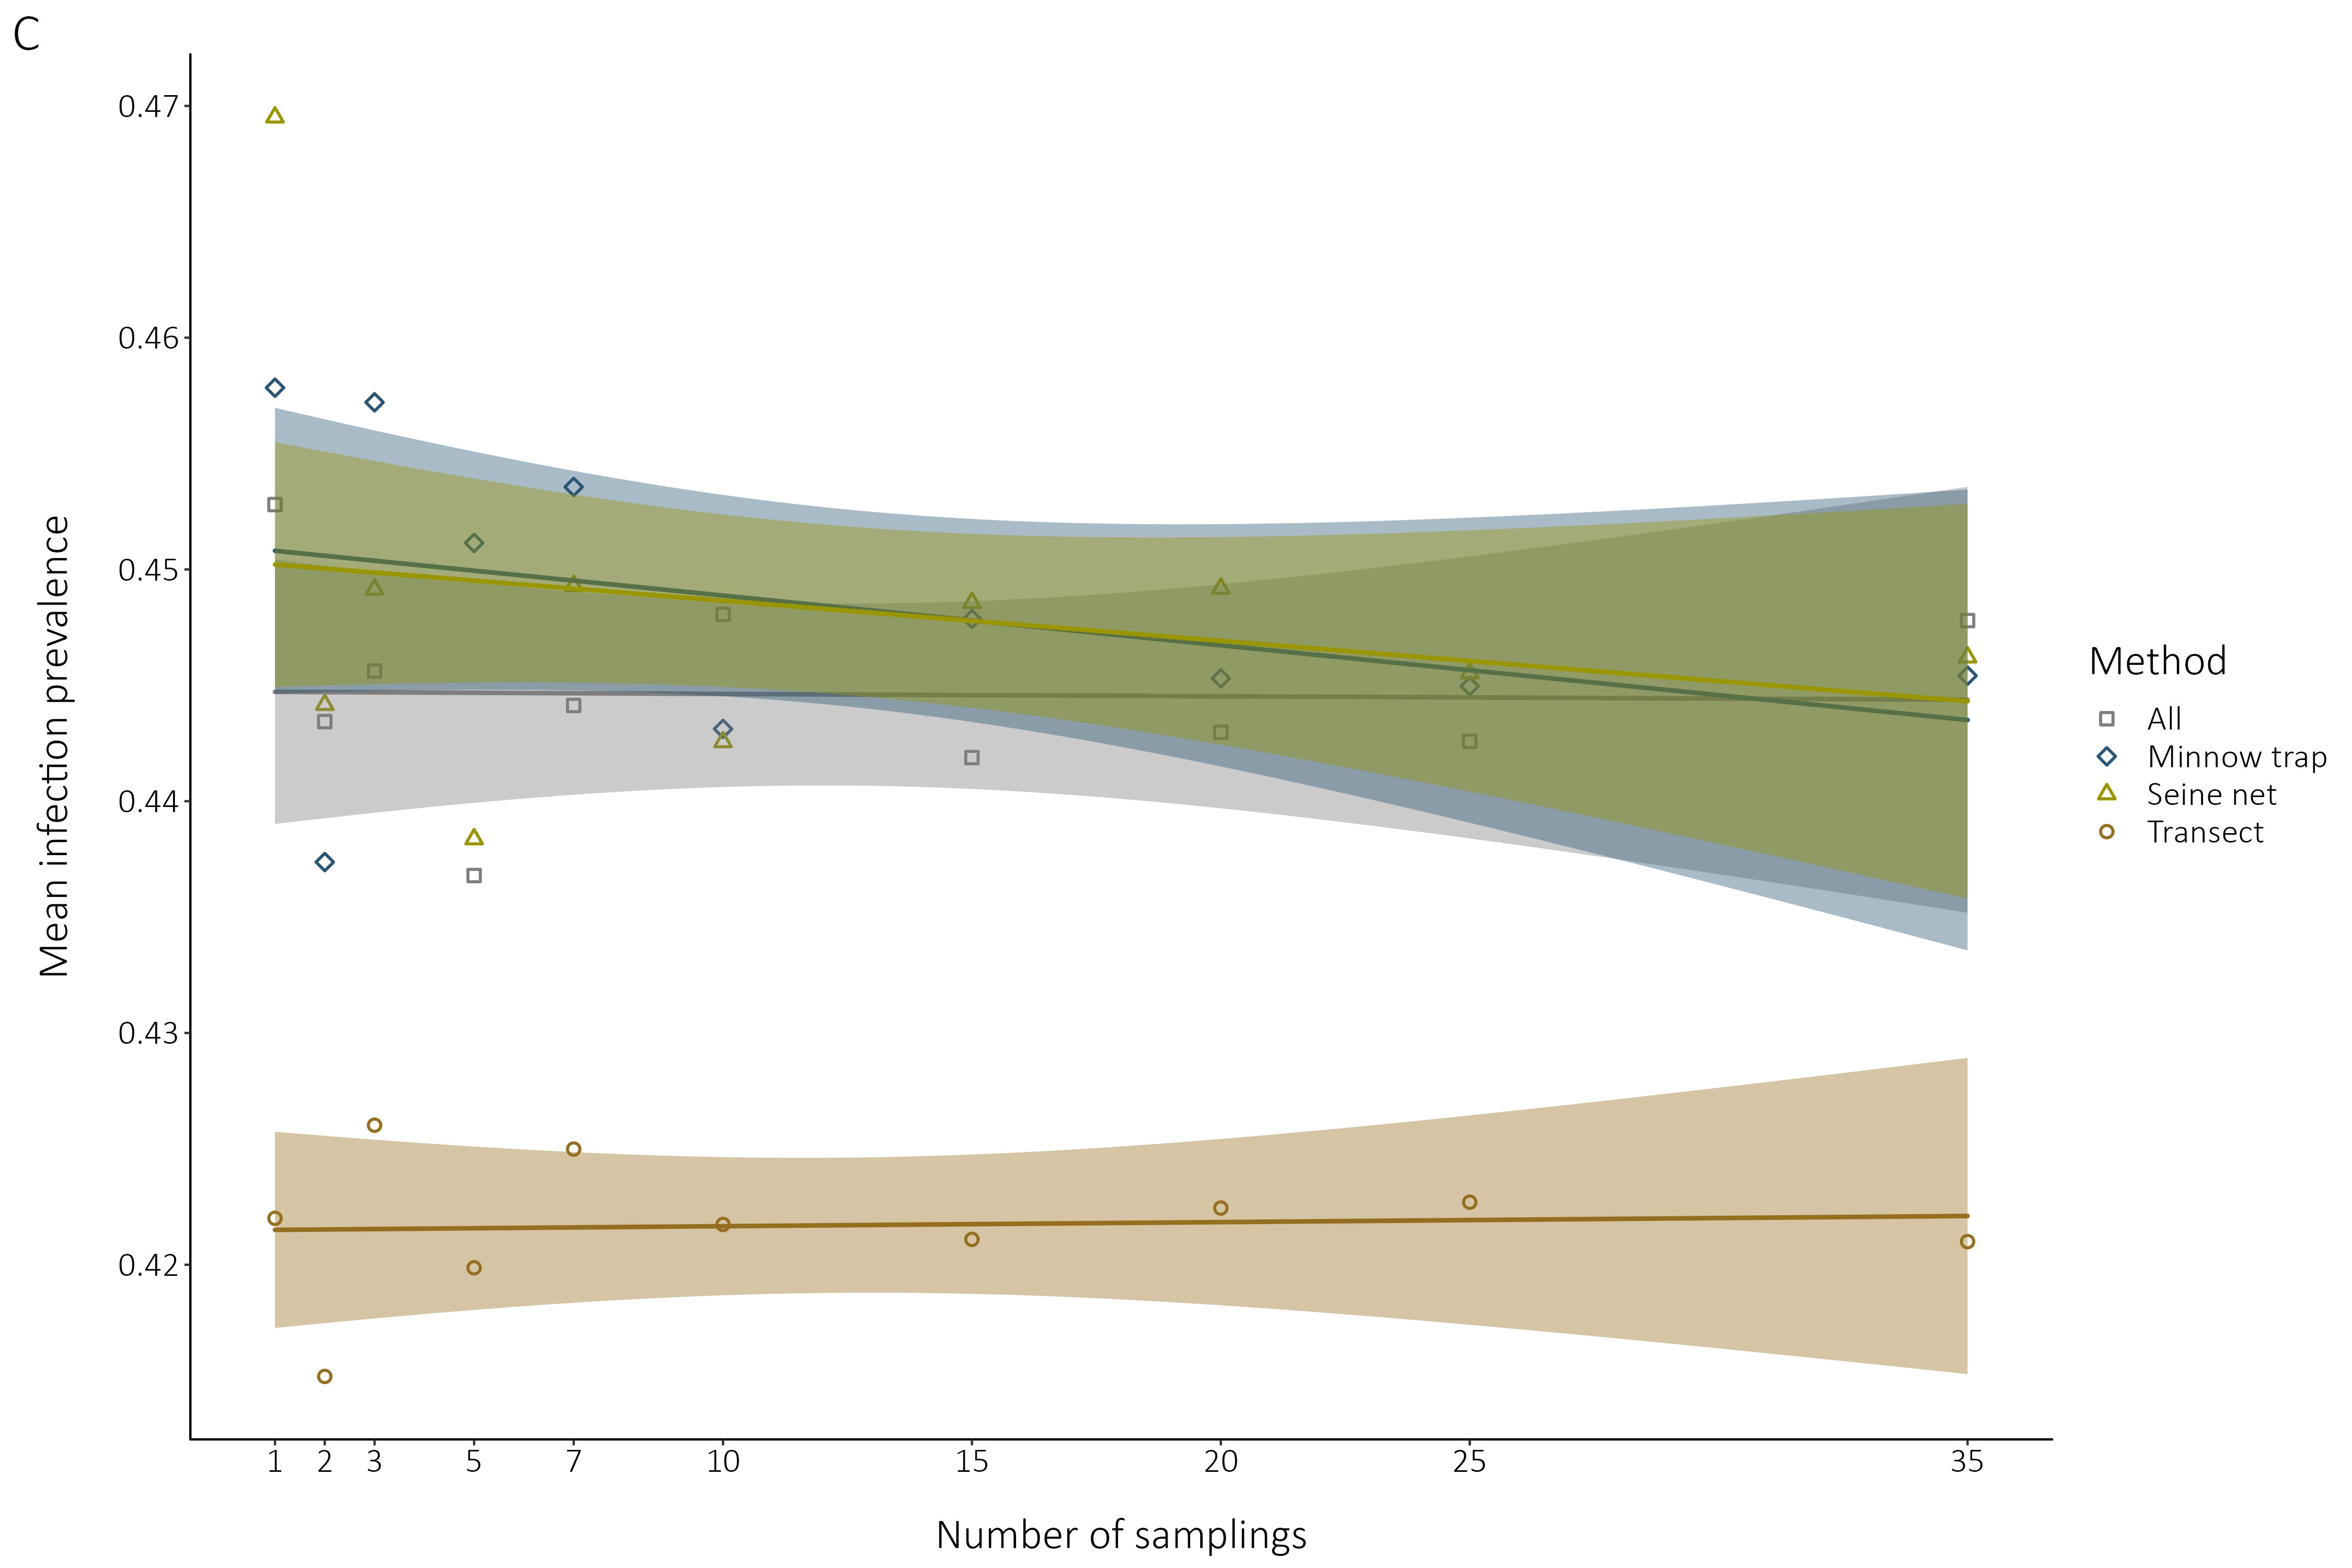 C
0.47
0.46
0.45
0.44
0.43
0.42
Mean infection prevalence
1 2 3 5 7 10 15 20 25 35
Number of samplings
Method
All
Minnow trap
Seine net
Transect